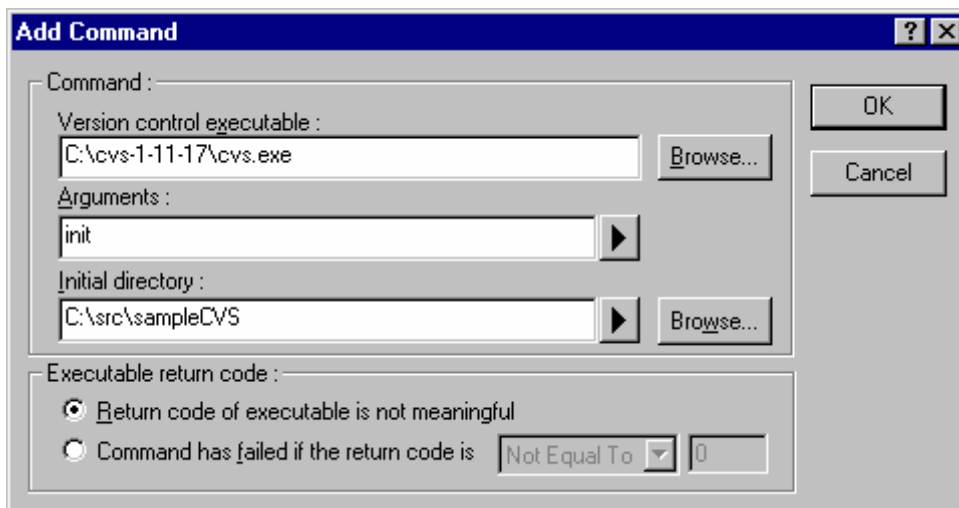 Add Command
Command :
Version control executable :
C:\cvs-1-11-17\cvs.exe
Browse...
Arguments :
init
Initial directory :
C:\src\sampleCVS
Browse...
Executable return code :
Return code of executable is not meaningful
Command has failed if the return code is Not Equal To 0
OK
Cancel